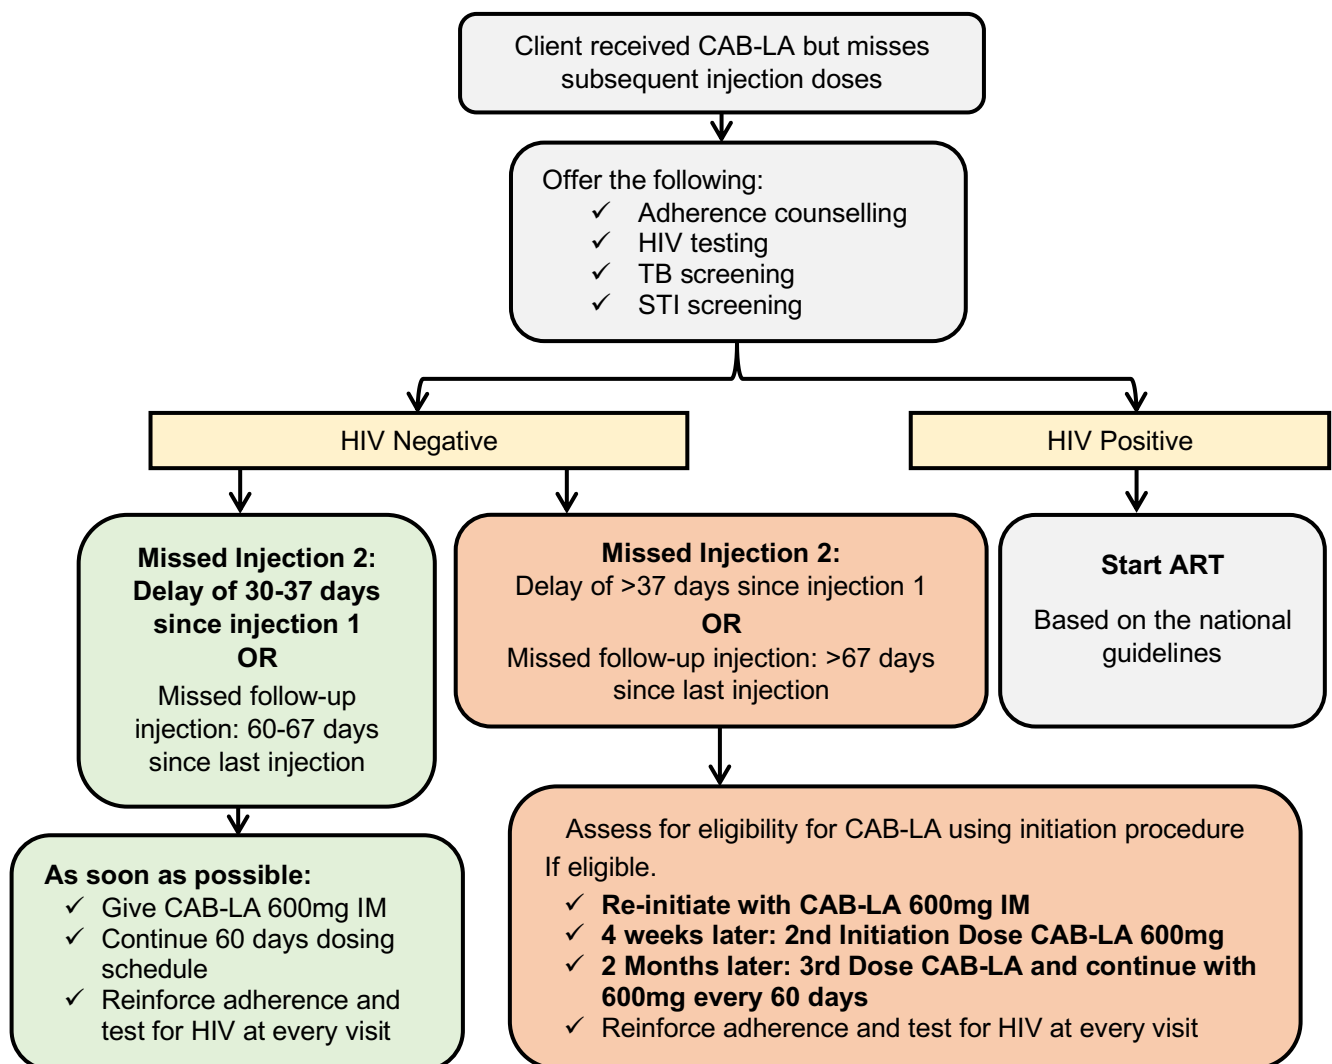 Client received CAB-LA but misses
subsequent injection doses
Offer the following:
✓ Adherence counselling
✓ HIV testing
✓ TB screening
✓ STI screening
HIV Negative
HIV Positive
Missed Injection 2:
Delay of 30-37 days
since injection 1
OR
Missed follow-up
injection: 60-67 days
since last injection
Missed Injection 2:
Delay of >37 days since injection 1
OR
Missed follow-up injection: >67 days
since last injection
Start ART
Based on the national
guidelines
As soon as possible:
✓ Give CAB-LA 600mg IM
✓ Continue 60 days dosing
schedule
✓ Reinforce adherence and
test for HIV at every visit
Assess for eligibility for CAB-LA using initiation procedure
If eligible.
✓ Re-initiate with CAB-LA 600mg IM
✓ 4 weeks later: 2nd Initiation Dose CAB-LA 600mg
✓ 2 Months later: 3rd Dose CAB-LA and continue with
600mg every 60 days
✓ Reinforce adherence and test for HIV at every visit